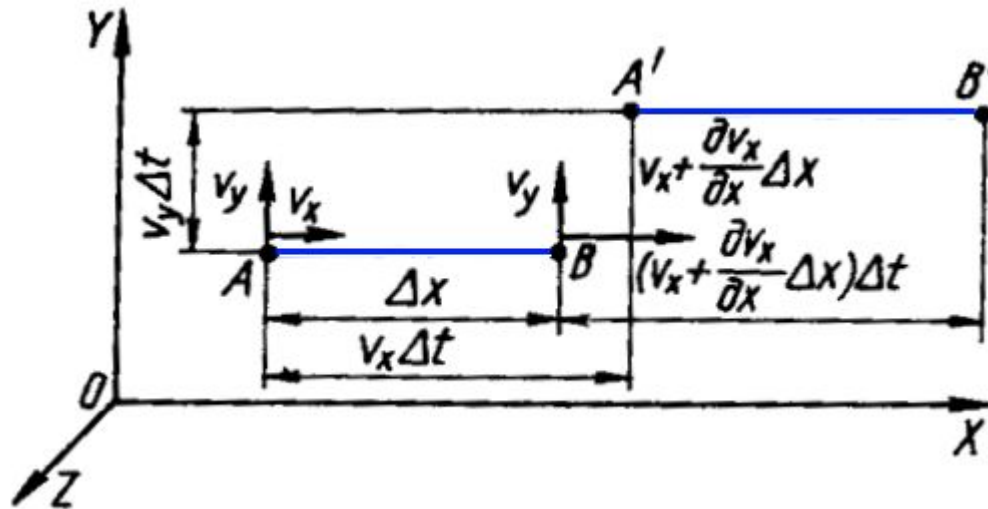 Y
A' B'
v_yΔt
v_y v_x v_y v_x + ∂v_x/∂x Δx
A B (v_x + ∂v_x/∂x Δx)Δt
Δx
v_xΔt
O
X
Z